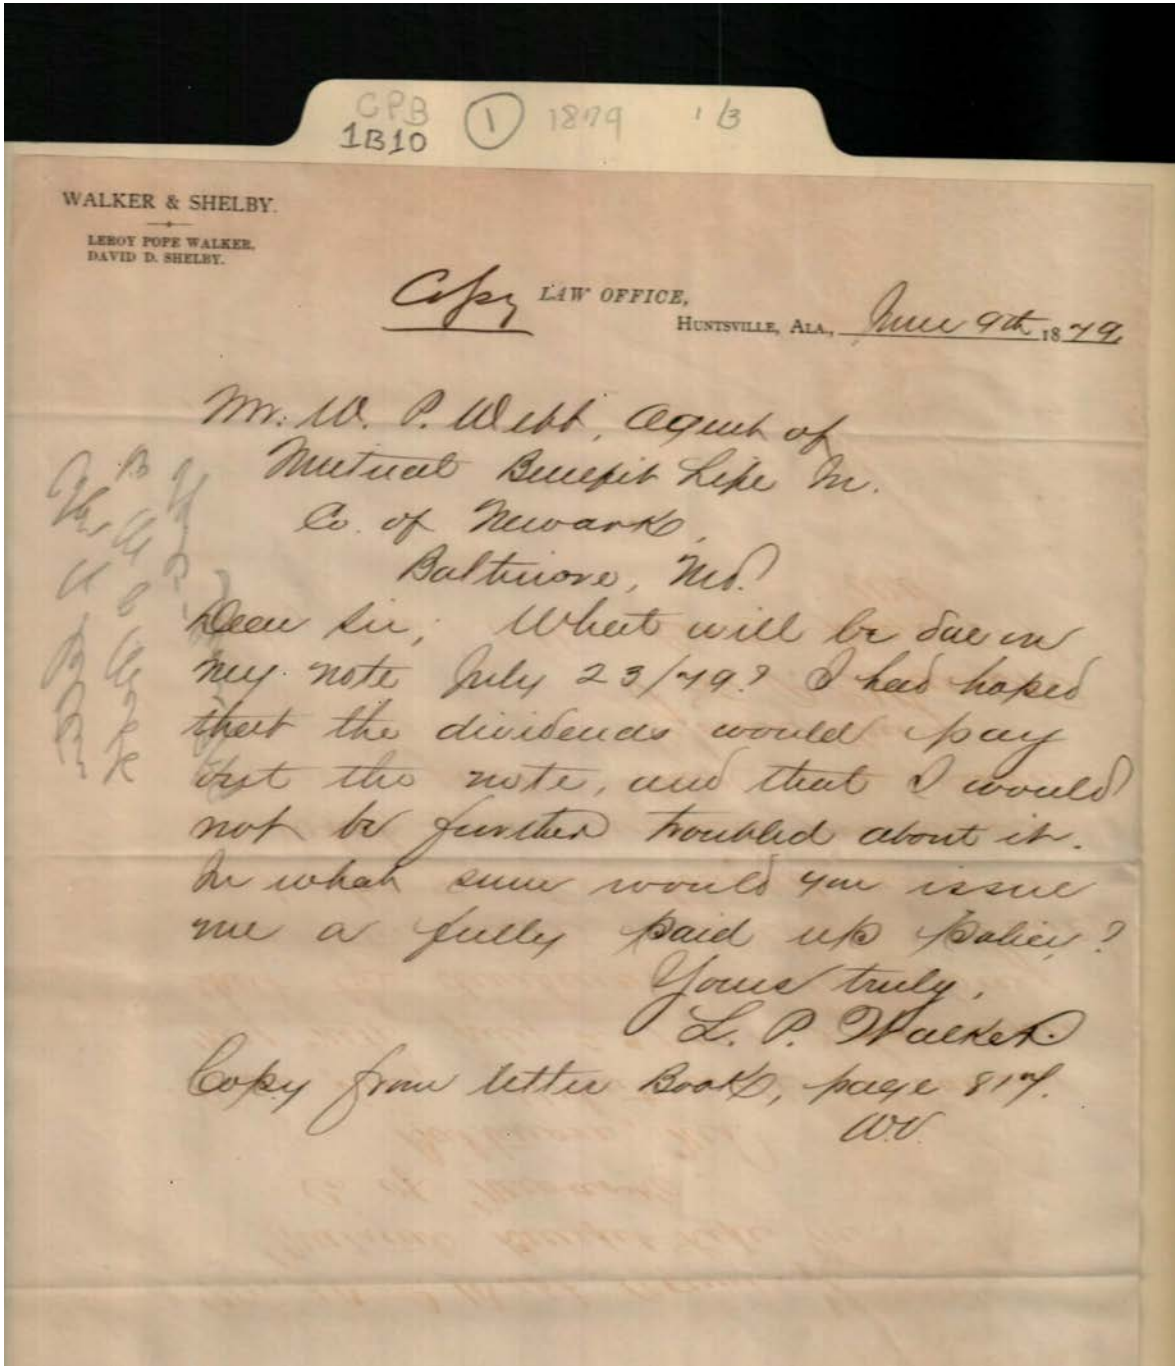 CPB 1 1879 1/3
1B10
WALKER & SHELBY.
LEROY POPE WALKER,
DAVID D. SHELBY.
Copy LAW OFFICE,
HUNTSVILLE, ALA., June 9th 1879.
Mr. W. P. Webb, Agent of
Mutual Benefit Life In.
Co. of Newark,
Baltimore, Md.
Dear Sir; What will be due on
my note July 23/79? I had hoped
that the dividends would pay
out the note, and that I would
not be further troubled about it.
In what sum would you issue
me a fully paid up policy?
Yours truly,
L. P. Walker.
Copy from letter Book, page 817.